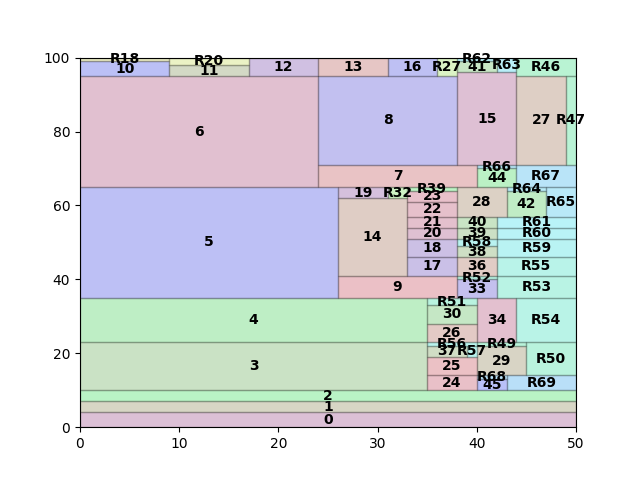 R18 R20 R62
100 10 11 12 13 16 R27 41 R63 R46
80 6 8 15 27 R47
7 R66 44 R67
60 19 R32 R39 23 28 R64 42 R65
22
5 14 21 40 R61
20 39 R60
18 R58 38 R59
17 36 R55
40 9 R52 33 R53
4 R51 30 34 R54
26
20 3 R56 37 R57 R49 29 R50
25
24 R68 45 R69
2
1
0 0
0 10 20 30 40 50